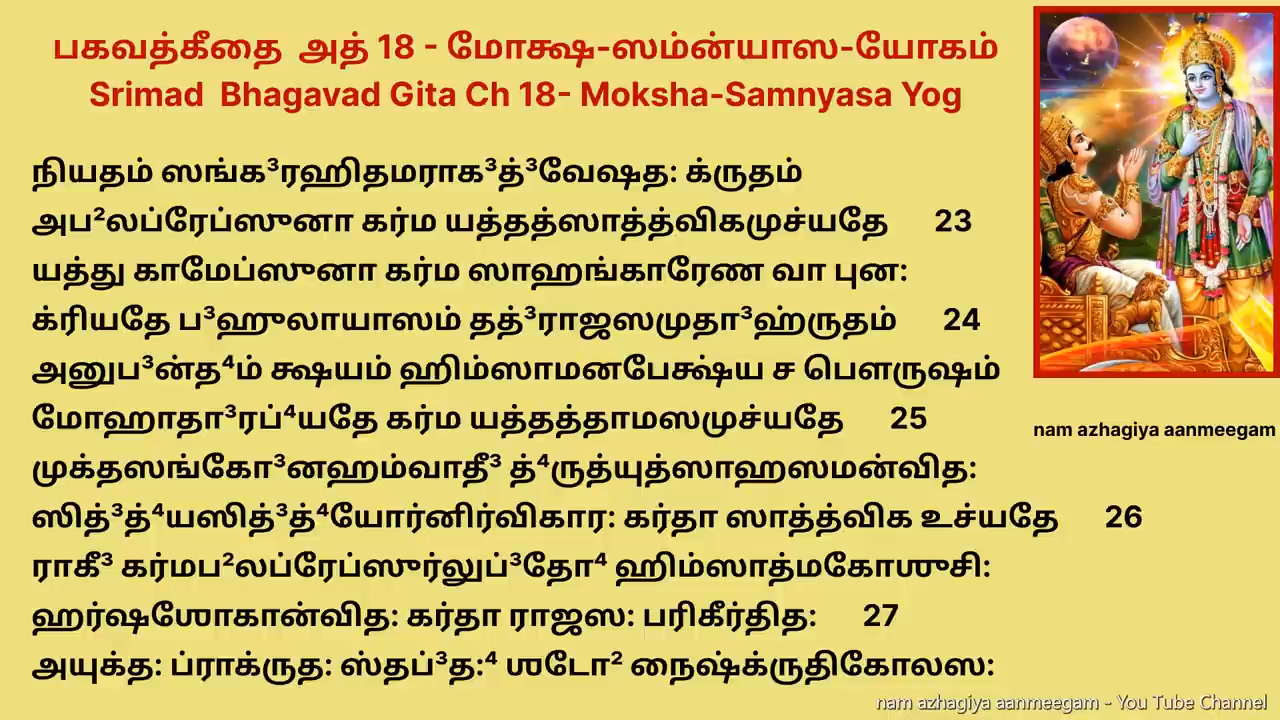 பகவத்கீதை அத் 18 - மோக்ஷ-ஸம்ன்யாஸ-யோகம்
Srimad Bhagavad Gita Ch 18- Moksha-Samnyasa Yog
நியதம் ஸங்க³ரஹிதமராக³த்³வேஷத: க்ருதம்
அப²லப்ரேப்ஸுனா கர்ம யத்தத்ஸாத்த்விகமுச்யதே 23
யத்து காமேப்ஸுனா கர்ம ஸாஹங்காரேண வா புன:
க்ரியதே ப³ஹுலாயாஸம் தத்³ராஜஸமுதா³ஹ்ருதம் 24
அனுப³ன்த⁴ம் க்ஷயம் ஹிம்ஸாமனபேக்ஷ்ய ச பௌருஷம்
மோஹாதா³ரப்⁴யதே கர்ம யத்தத்தாமஸமுச்யதே 25
முக்தஸங்கோ³னஹம்வாதீ³ த்⁴ருத்யுத்ஸாஹஸமன்வித:
ஸித்³த்⁴யஸித்³த்⁴யோர்னிர்விகார: கர்தா ஸாத்த்விக உச்யதே 26
ராகீ³ கர்மப²லப்ரேப்ஸுர்லுப்³தோ⁴ ஹிம்ஸாத்மகோஶுசி:
ஹர்ஷஶோகான்வித: கர்தா ராஜஸ: பரிகீர்தித: 27
அயுக்த: ப்ராக்ருத: ஸ்தப்³த:⁴ ஶடோ² நைஷ்க்ருதிகோலஸ:
nam azhagiya aanmeegam
nam azhagiya aanmeegam - You Tube Channel